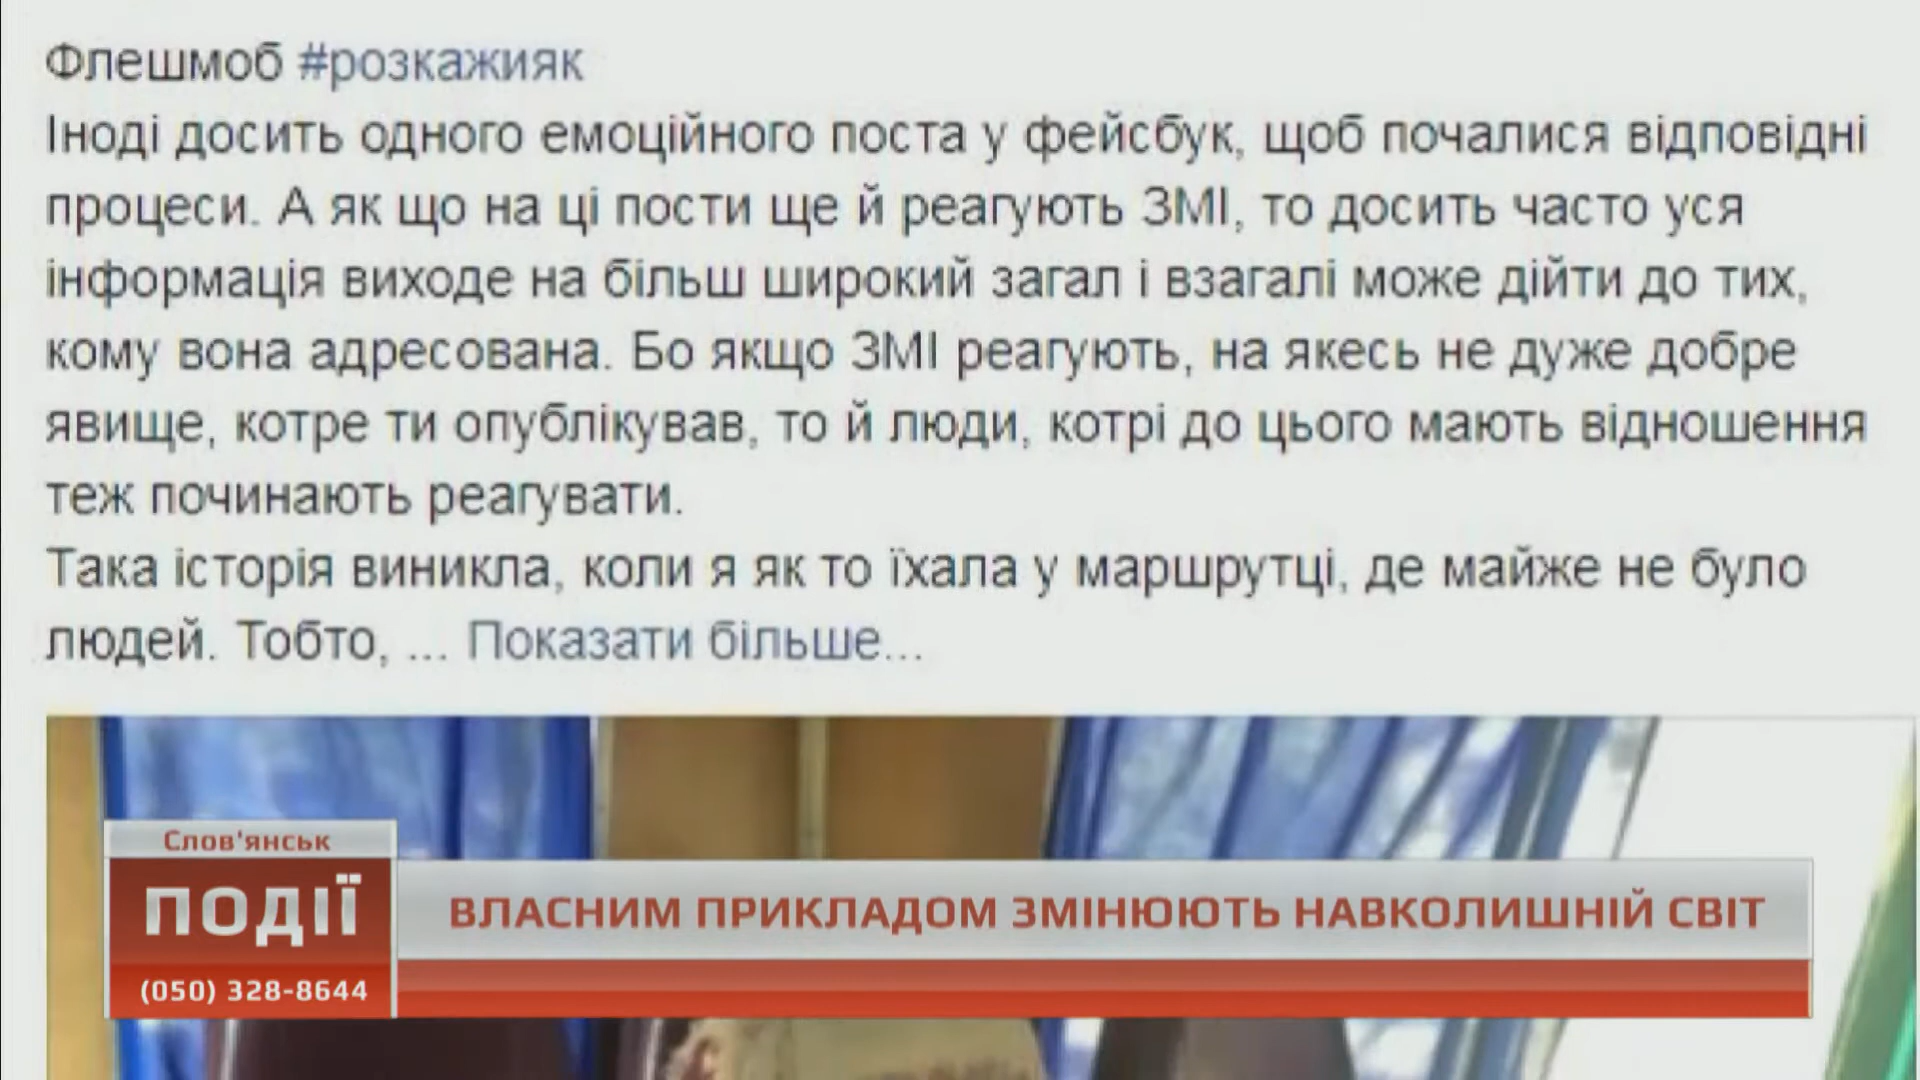 Флешмоб #розкажияк
Іноді досить одного емоційного поста у фейсбук, щоб почалися відповідні
процеси. А як що на ці пости ще й реагують ЗМІ, то досить часто уся
інформація виходе на більш широкий загал і взагалі може дійти до тих,
кому вона адресована. Бо якщо ЗМІ реагують, на якесь не дуже добре
явище, котре ти опублікував, то й люди, котрі до цього мають відношення
теж починають реагувати.
Така історія виникла, коли я як то їхала у маршрутці, де майже не було
людей. Тобто, ... Показати більше...
Слов'янськ
ПОДІЇ
(050) 328-8644
ВЛАСНИМ ПРИКЛАДОМ ЗМІНЮЮТЬ НАВКОЛИШНІЙ СВІТ